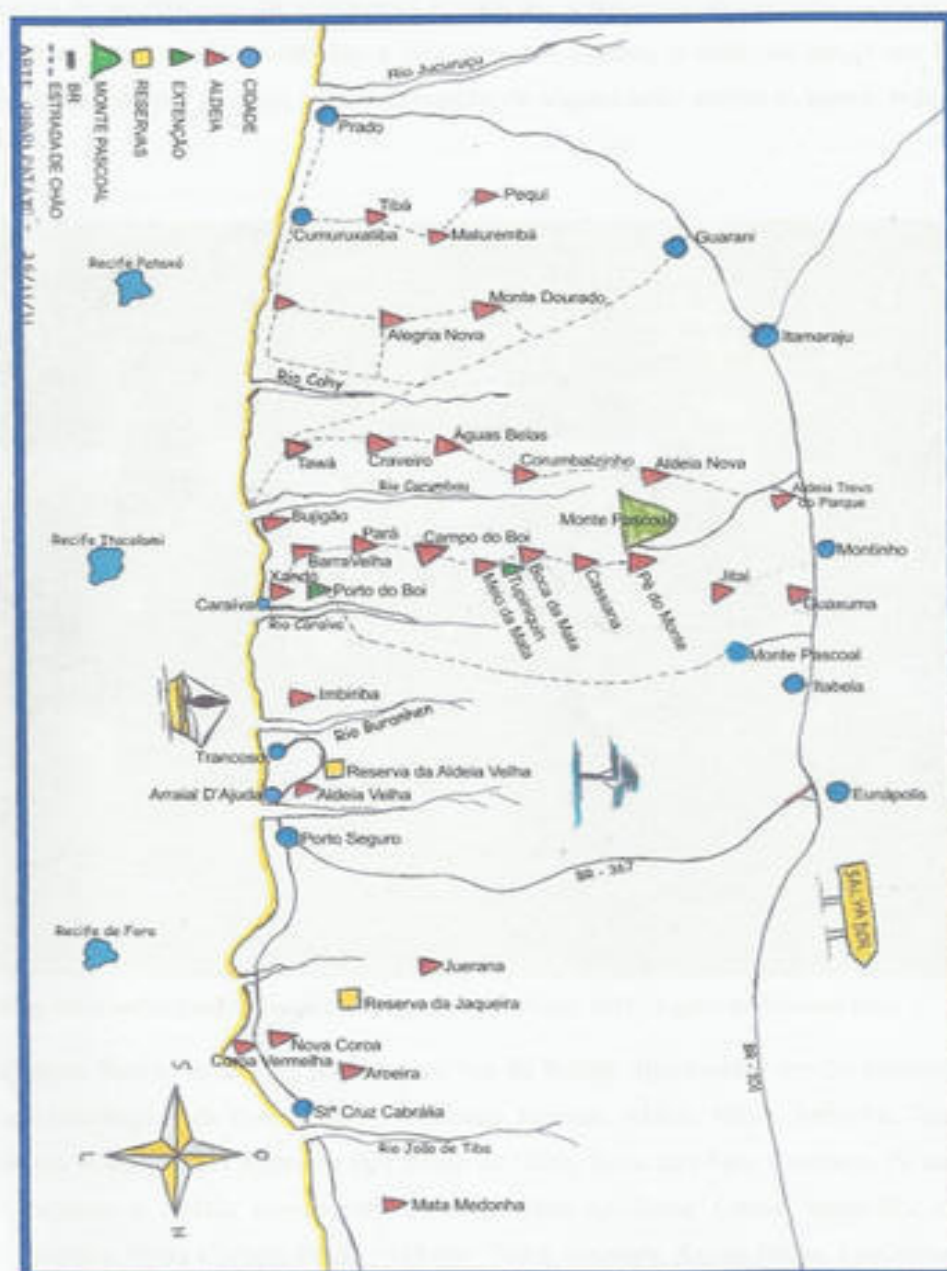 Rio Jucuruçu
Prado
Pequi
Tibá
Cumuruxatiba
Maturembá
Guarani
Recife Pataxó
Monte Dourado
Alegria Nova
Itamaraju
Rio Cahy
Águas Belas
Tawá
Craveiro
Corumbalzinho
Aldeia Nova
Aldeia Trevo
do Parque
Bujigão
Monte Pascoal
Pará
Campo do Boi
Montinho
Recife Itacolomi
Barra Velha
Xandó
Porto do Boi
Meio da Mata
Tupiniquin
Boca da Mata
Cassiana
Pé do Monte
Jitaí
Guaxuma
Caraíva
Rio Caraíva
Monte Pascoal
Itabela
Imbiriba
Rio Buranhen
Trancoso
Reserva da Aldeia Velha
Arraial D'Ajuda
Aldeia Velha
Eunápolis
Porto Seguro
BR - 367
SALVADOR
Recife de Fora
Juerana
Reserva da Jaqueira
Nova Coroa
Coroa Vermelha
Aroeira
BR - 101
Stª Cruz Cabrália
Rio João de Tiba
Mata Medonha
S
O
L
N
CIDADE
ALDEIA
EXTENÇÃO
RESERVAS
MONTE PASCOAL
BR
ESTRADA DE CHÃO